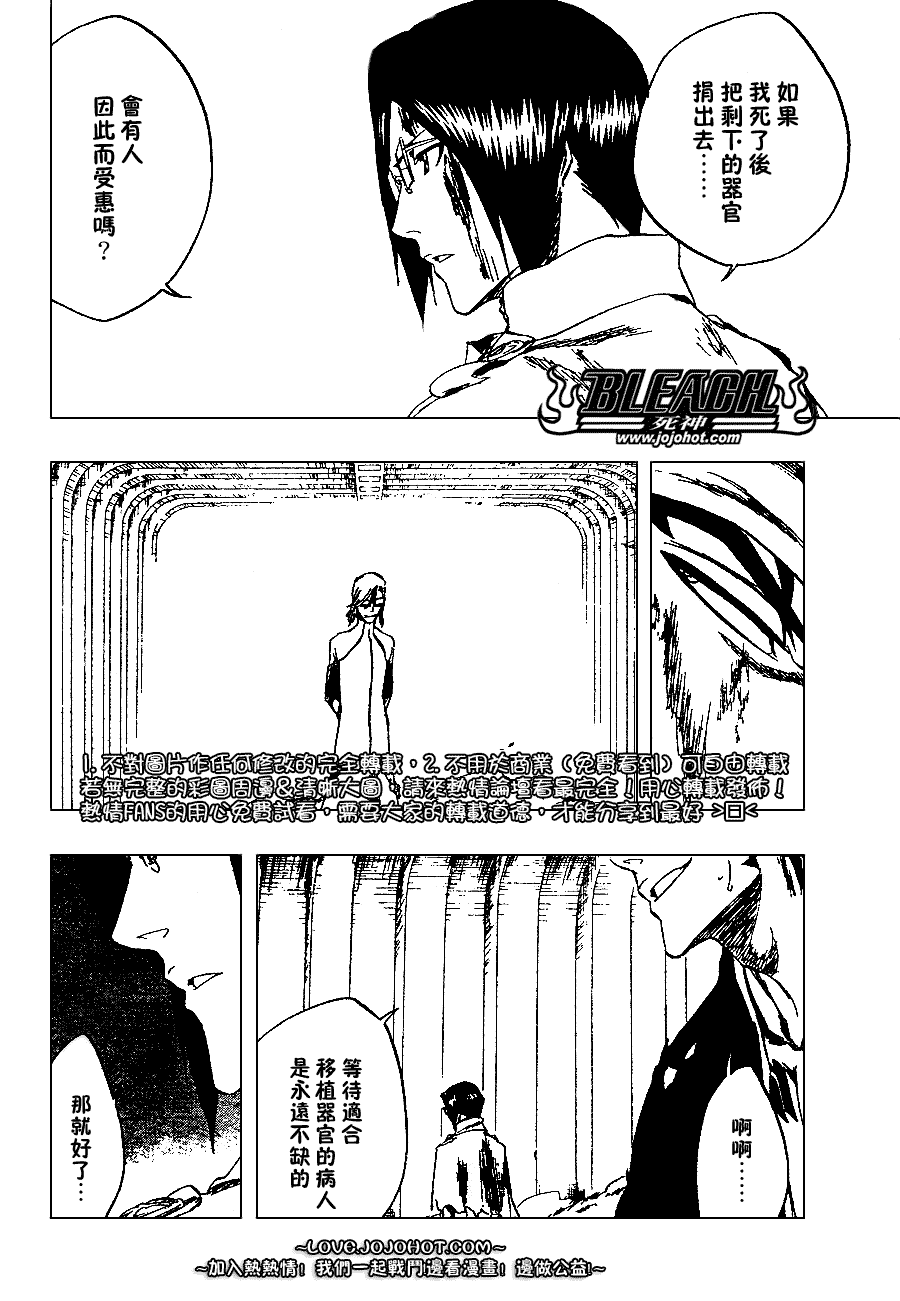 如果
我死了後
把剩下的器官
捐出去……
會有人
因此而受惠嗎？
BLEACH
死神
www.jojohot.com
1. 不對圖片作任何修改的完全轉載，2. 不用於商業（免費看到）可自由轉載
若無完整的彩圖周邊&清晰大圖，請來熱情論壇看最完全！用心轉載發佈！
熱情FANS的用心免費試看，需要大家的轉載道德，才能分享到最好 >口<
啊啊……
等待適合
移植器官的病人
是永遠不缺的
那就好了…
~LOVE.JOJOHOT.COM~
~加入熱熱情！我們一起戰鬥邊看漫畫！邊做公益！~